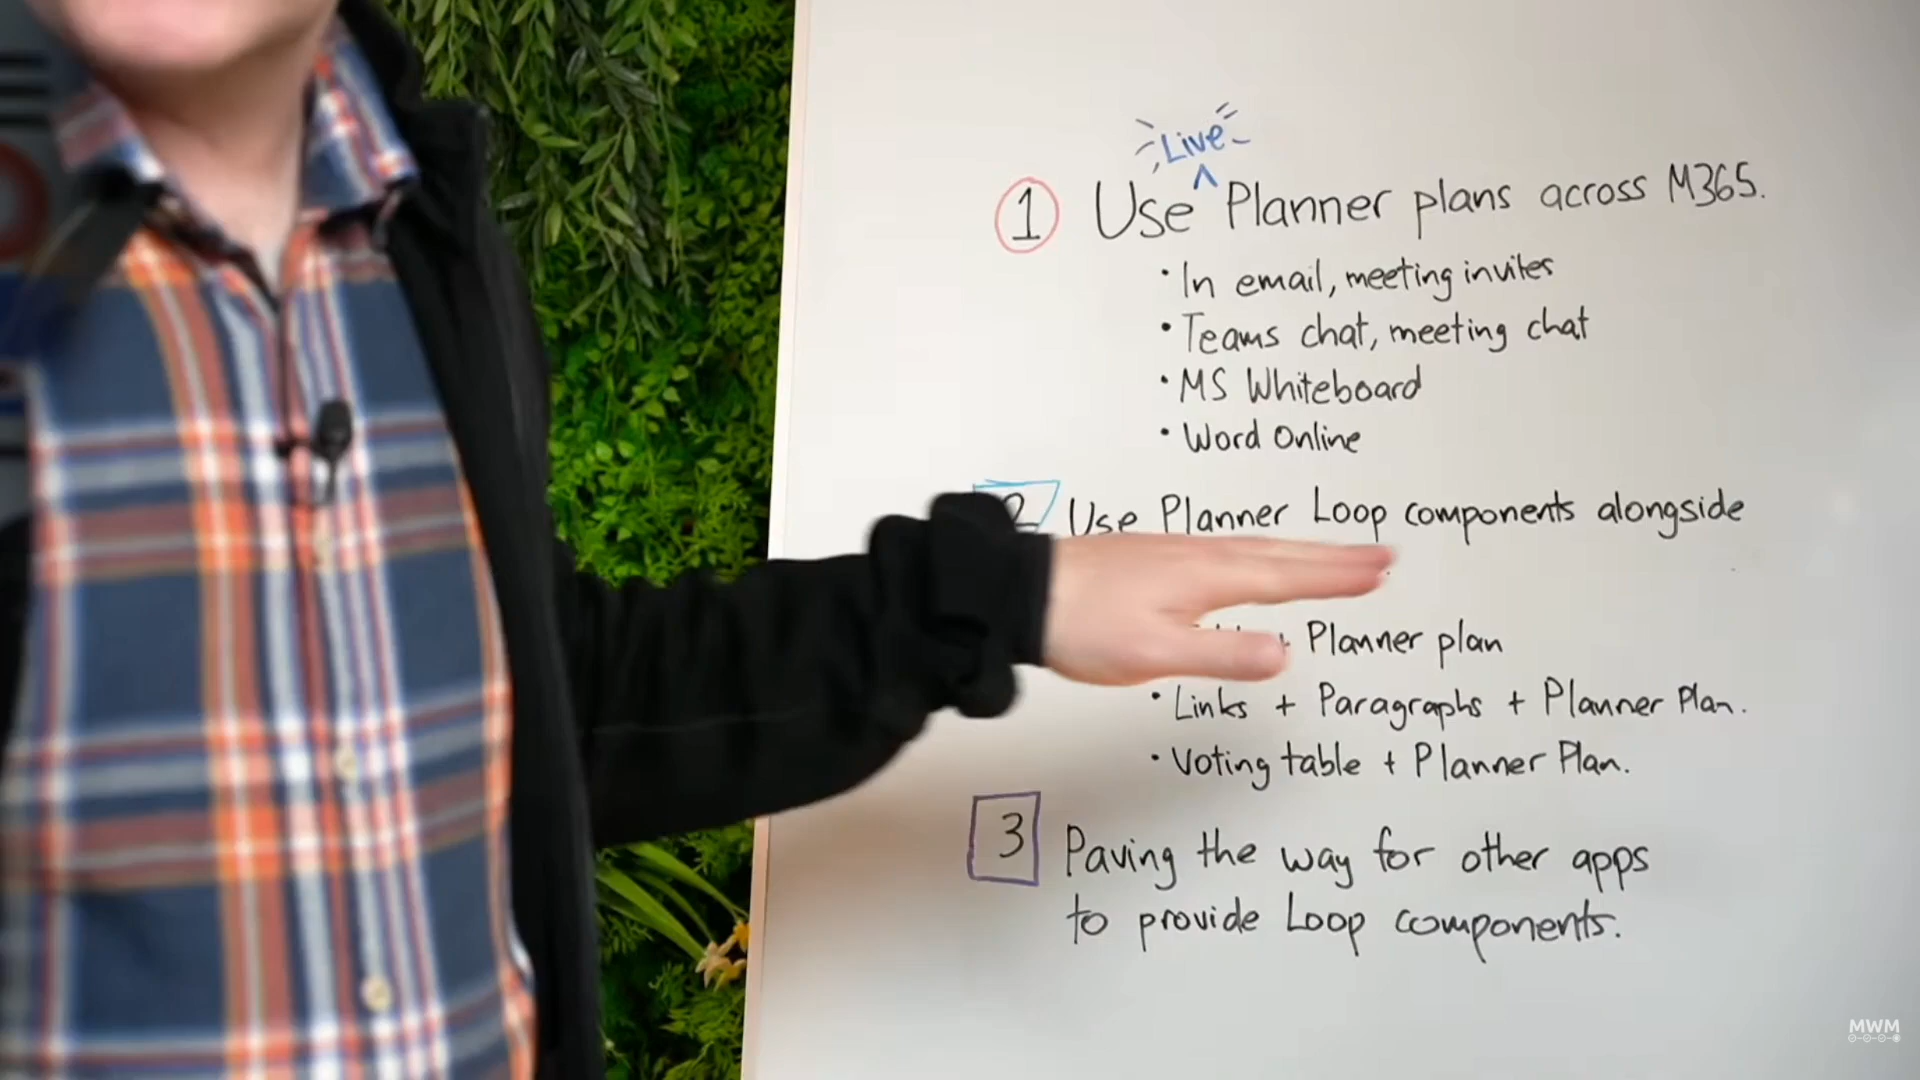 Live
1 Use ^ Planner plans across M365.
• In email, meeting invites
• Teams chat, meeting chat
• MS Whiteboard
• Word Online
2 Use Planner Loop components alongside
+ Planner plan
• Links + Paragraphs + Planner Plan.
• Voting table + Planner Plan.
3 Paving the way for other apps
to provide Loop components.
MWM